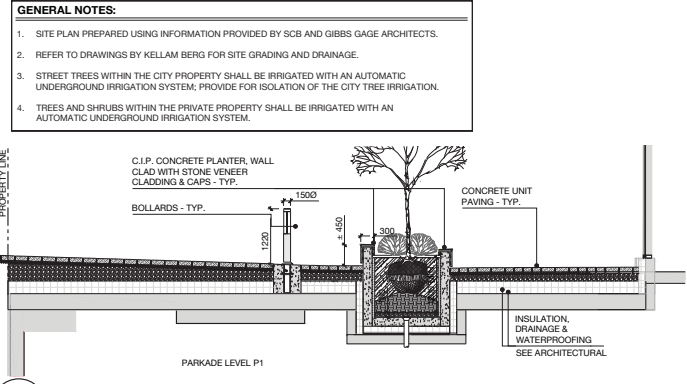 GENERAL NOTES:
1. SITE PLAN PREPARED USING INFORMATION PROVIDED BY SCB AND GIBBS GAGE ARCHITECTS.
2. REFER TO DRAWINGS BY KELLAM BERG FOR SITE GRADING AND DRAINAGE.
3. STREET TREES WITHIN THE CITY PROPERTY SHALL BE IRRIGATED WITH AN AUTOMATIC
UNDERGROUND IRRIGATION SYSTEM; PROVIDE FOR ISOLATION OF THE CITY TREE IRRIGATION.
4. TREES AND SHRUBS WITHIN THE PRIVATE PROPERTY SHALL BE IRRIGATED WITH AN
AUTOMATIC UNDERGROUND IRRIGATION SYSTEM.
PROPERTY LINE
C.I.P. CONCRETE PLANTER, WALL
CLAD WITH STONE VENEER
CLADDING & CAPS - TYP.
150Ø
BOLLARDS - TYP.
1220
± 450
300
CONCRETE UNIT
PAVING - TYP.
INSULATION,
DRAINAGE &
WATERPROOFING
SEE ARCHITECTURAL
PARKADE LEVEL P1